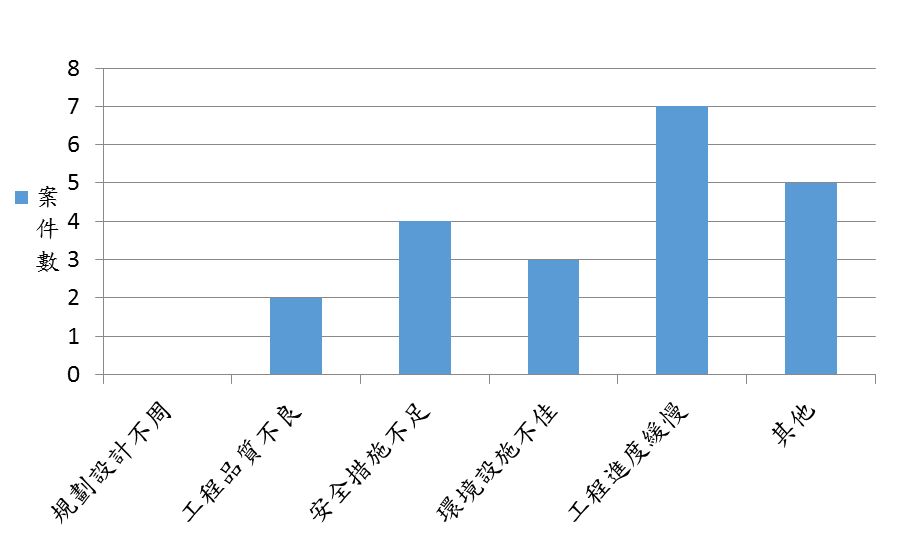 8
7
6
5
4
3
2
1
0
案件數
規劃設計不周
工程品質不良
安全措施不足
環境設施不佳
工程進度緩慢
其他